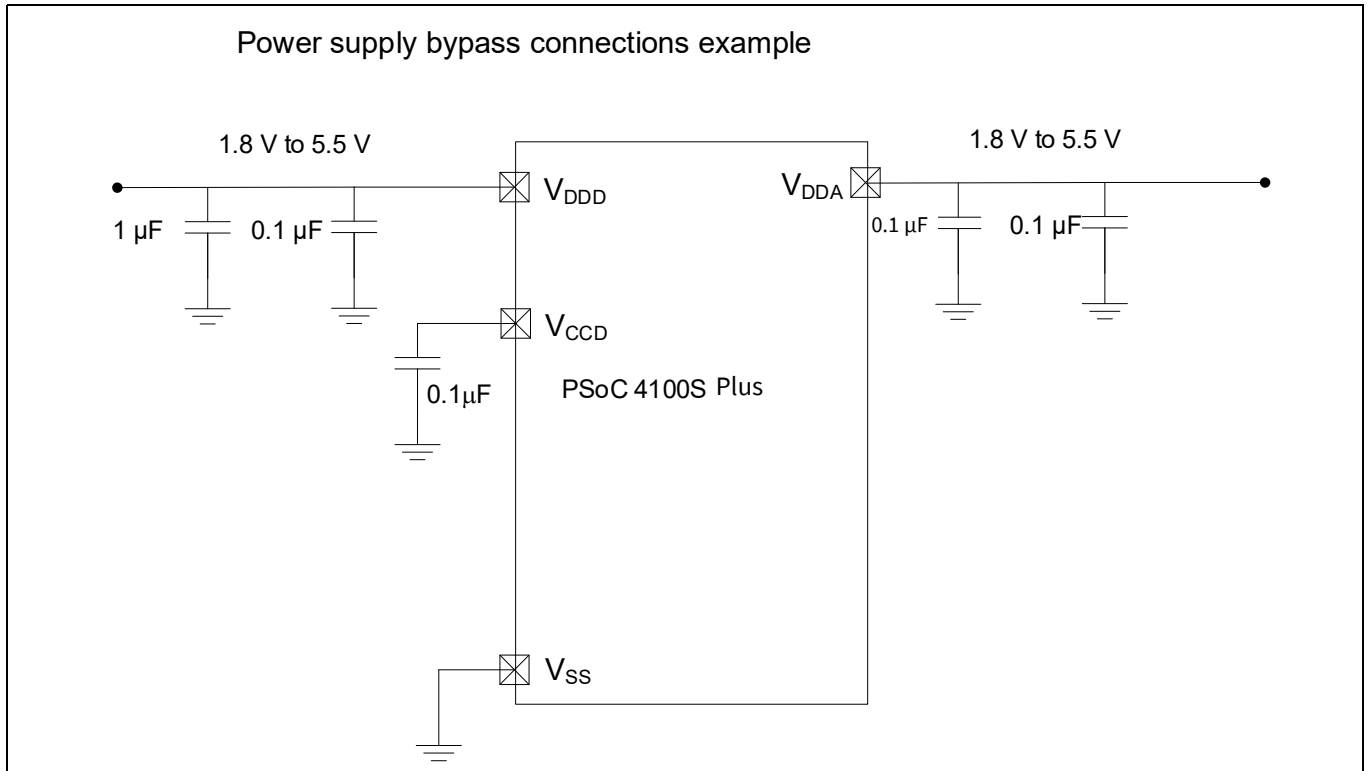 Power supply bypass connections example
1.8 V to 5.5 V
1.8 V to 5.5 V
VDDD
VDDA
1 µF
0.1 µF
0.1 µF
0.1 µF
VCCD
0.1µF
PSoC 4100S Plus
VSS